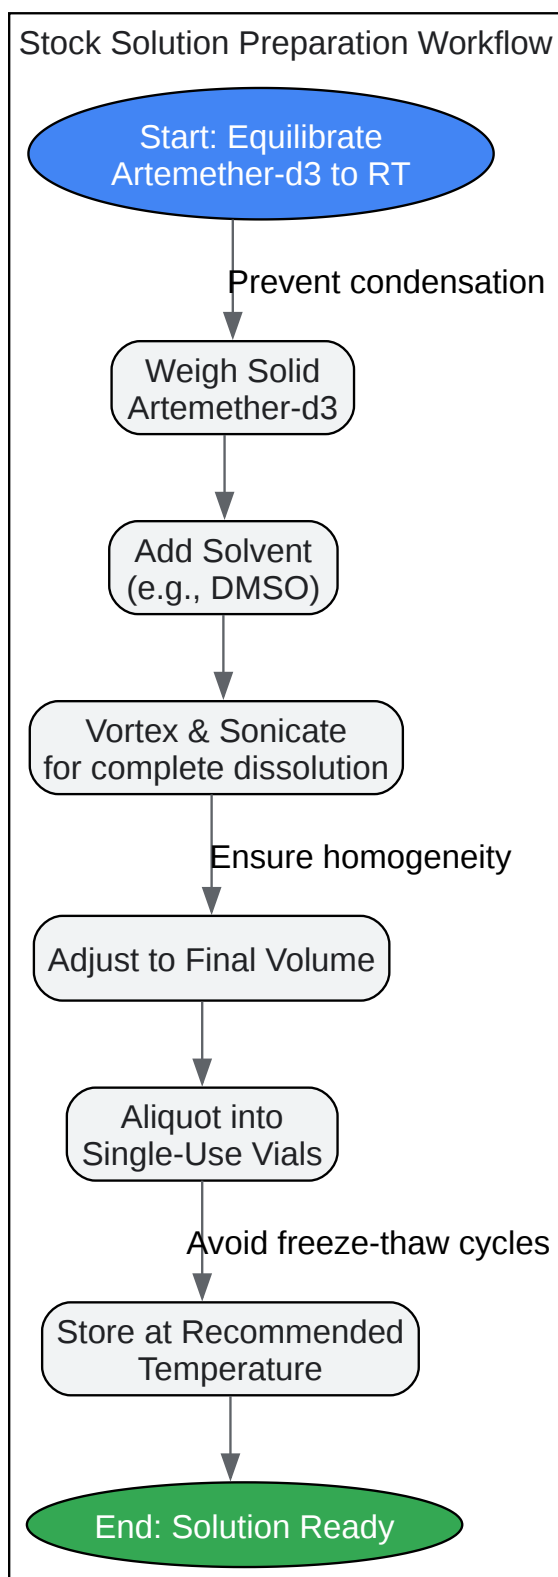 Stock Solution Preparation Workflow
Start: Equilibrate
Artemether-d3 to RT
Prevent condensation
Weigh Solid
Artemether-d3
Add Solvent
(e.g., DMSO)
Vortex & Sonicate
for complete dissolution
Ensure homogeneity
Adjust to Final Volume
Aliquot into
Single-Use Vials
Avoid freeze-thaw cycles
Store at Recommended
Temperature
End: Solution Ready